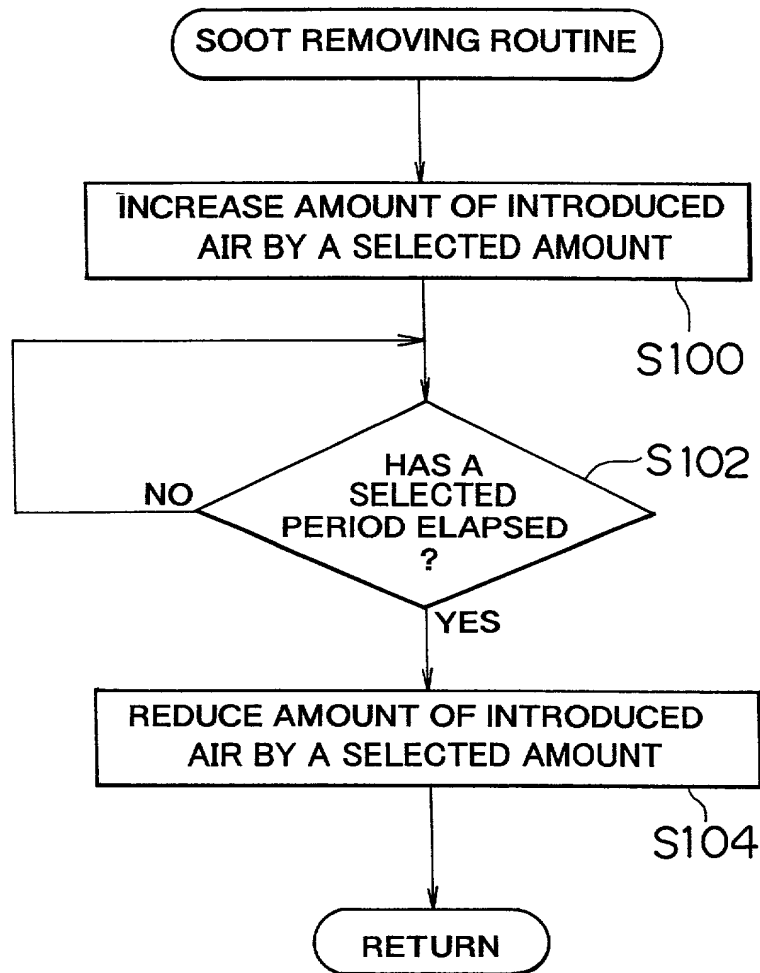 SOOT REMOVING ROUTINE
INCREASE AMOUNT OF INTRODUCED
AIR BY A SELECTED AMOUNT
S100
HAS A
SELECTED
PERIOD ELAPSED
?
S102
NO
YES
REDUCE AMOUNT OF INTRODUCED
AIR BY A SELECTED AMOUNT
S104
RETURN